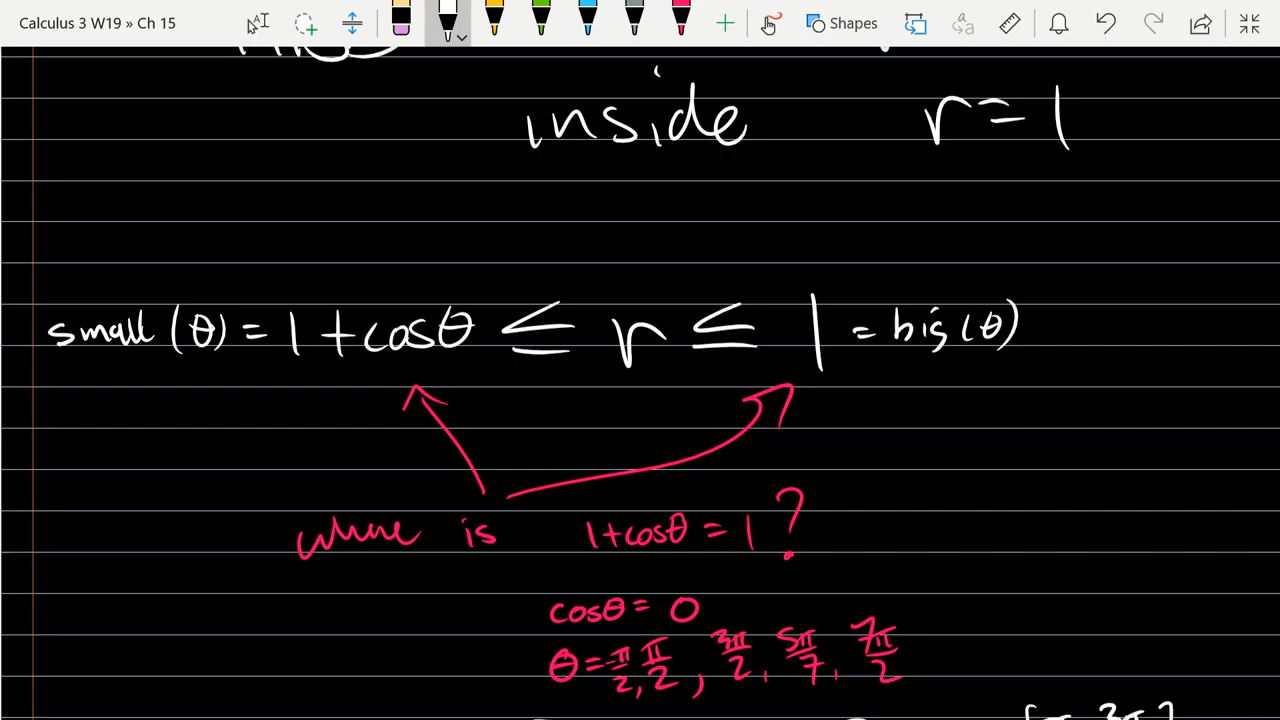 Calculus 3 W19 » Ch 15
Shapes
inside r = 1
small (θ) = 1 + cosθ ≤ r ≤ 1 = big(θ)
where is 1+cosθ = 1 ?
cosθ = 0
θ = -π/2, π/2, 3π/2, 5π/7, 7π/2